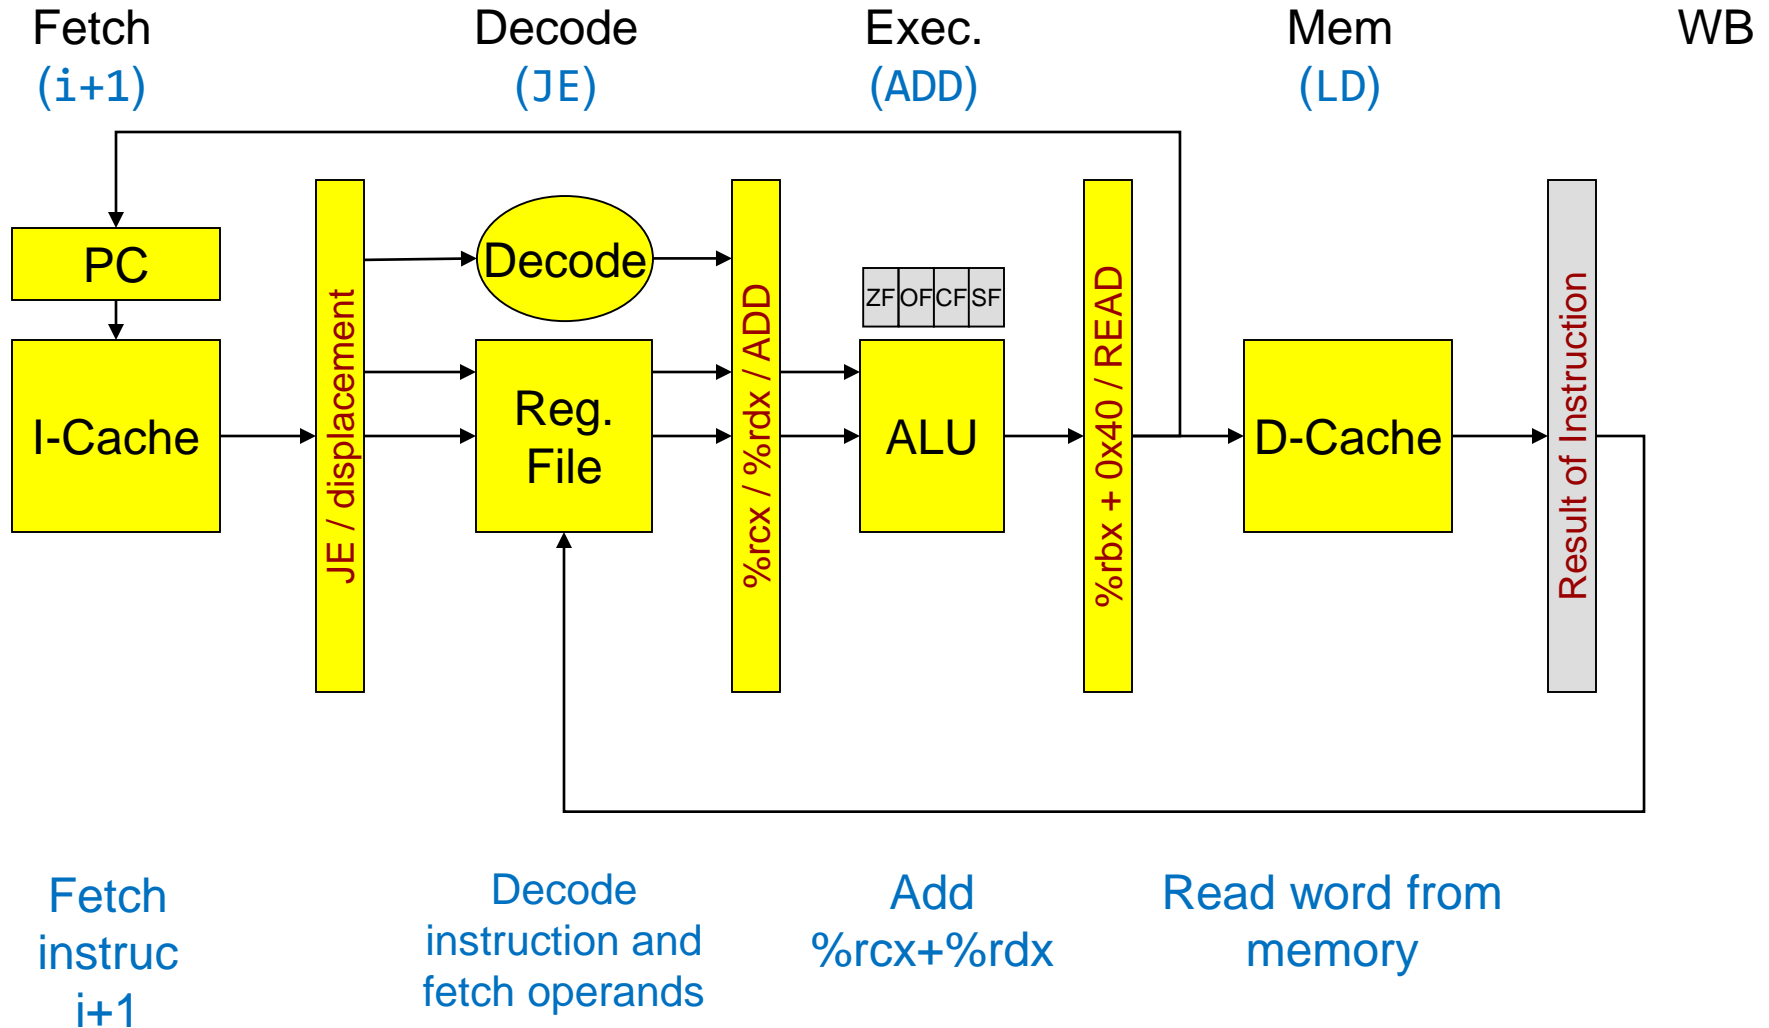 Fetch
(i+1)
Decode
(JE)
Exec.
(ADD)
Mem
(LD)
WB
PC
I-Cache
JE / displacement
Decode
Reg.
File
%rcx / %rdx / ADD
ZF OF CF SF
ALU
%rbx + 0x40 / READ
D-Cache
Result of Instruction
Fetch
instruc
i+1
Decode
instruction and
fetch operands
Add
%rcx+%rdx
Read word from
memory